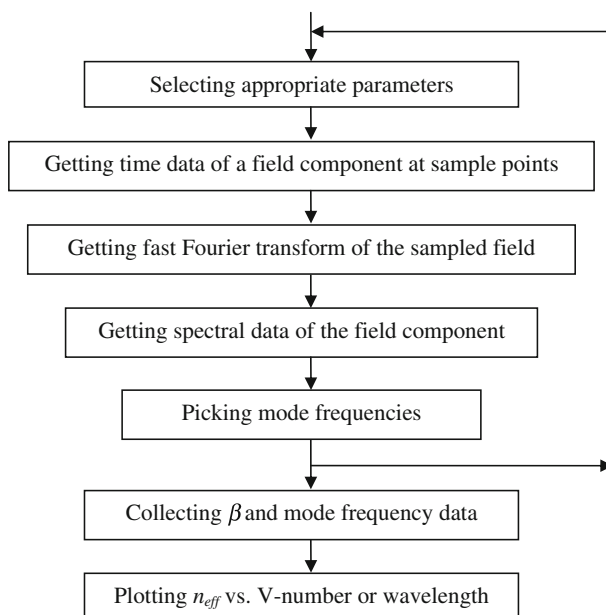 Selecting appropriate parameters
Getting time data of a field component at sample points
Getting fast Fourier transform of the sampled field
Getting spectral data of the field component
Picking mode frequencies
Collecting β and mode frequency data
Plotting neff vs. V-number or wavelength